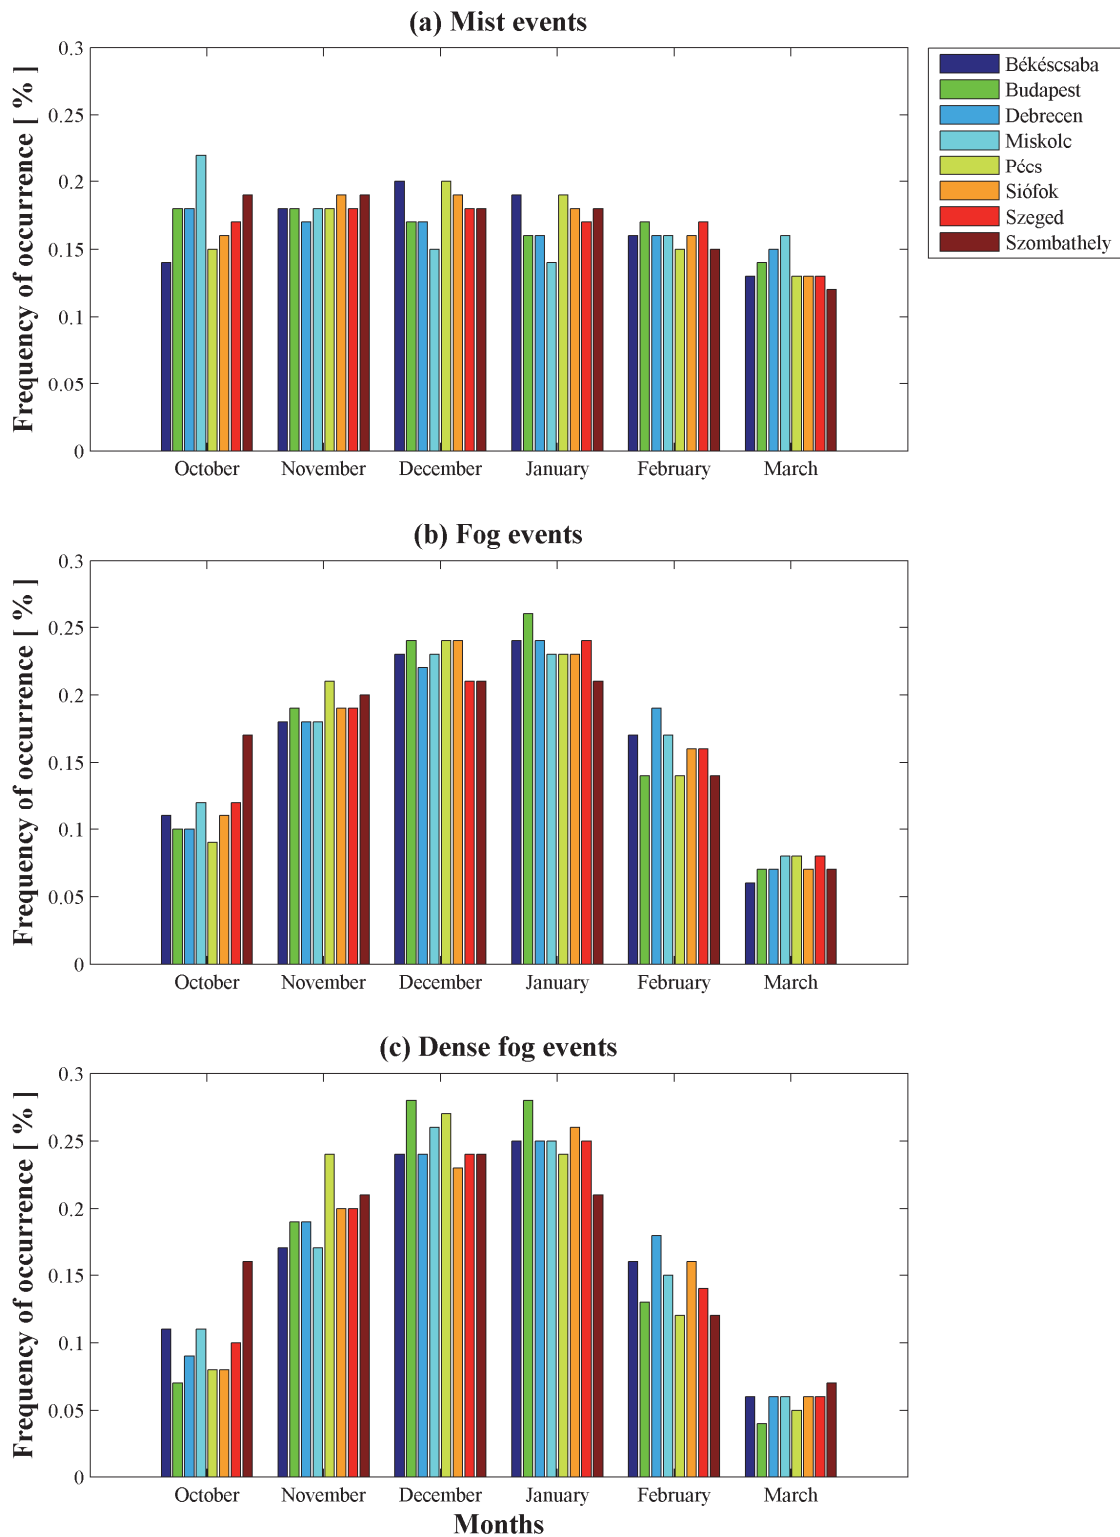 (a) Mist events
Frequency of occurrence [ % ]
0.3
0.25
0.2
0.15
0.1
0.05
0
October November December January February March
Békéscsaba
Budapest
Debrecen
Miskolc
Pécs
Siófok
Szeged
Szombathely
(b) Fog events
Frequency of occurrence [ % ]
0.3
0.25
0.2
0.15
0.1
0.05
0
October November December January February March
(c) Dense fog events
Frequency of occurrence [ % ]
0.3
0.25
0.2
0.15
0.1
0.05
0
October November December January February March
Months